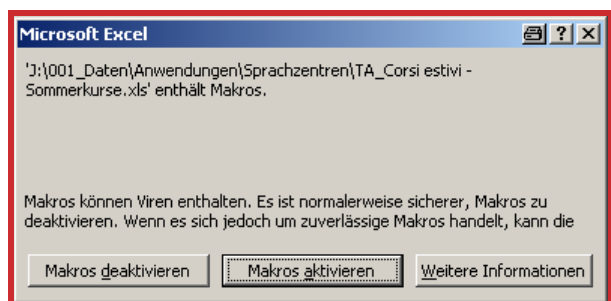 Microsoft Excel
'J:\001_Daten\Anwendungen\Sprachzentren\TA_Corsi estivi -
Sommerkurse.xls' enthält Makros.
Makros können Viren enthalten. Es ist normalerweise sicherer, Makros zu
deaktivieren. Wenn es sich jedoch um zuverlässige Makros handelt, kann die
Makros deaktivieren
Makros aktivieren
Weitere Informationen